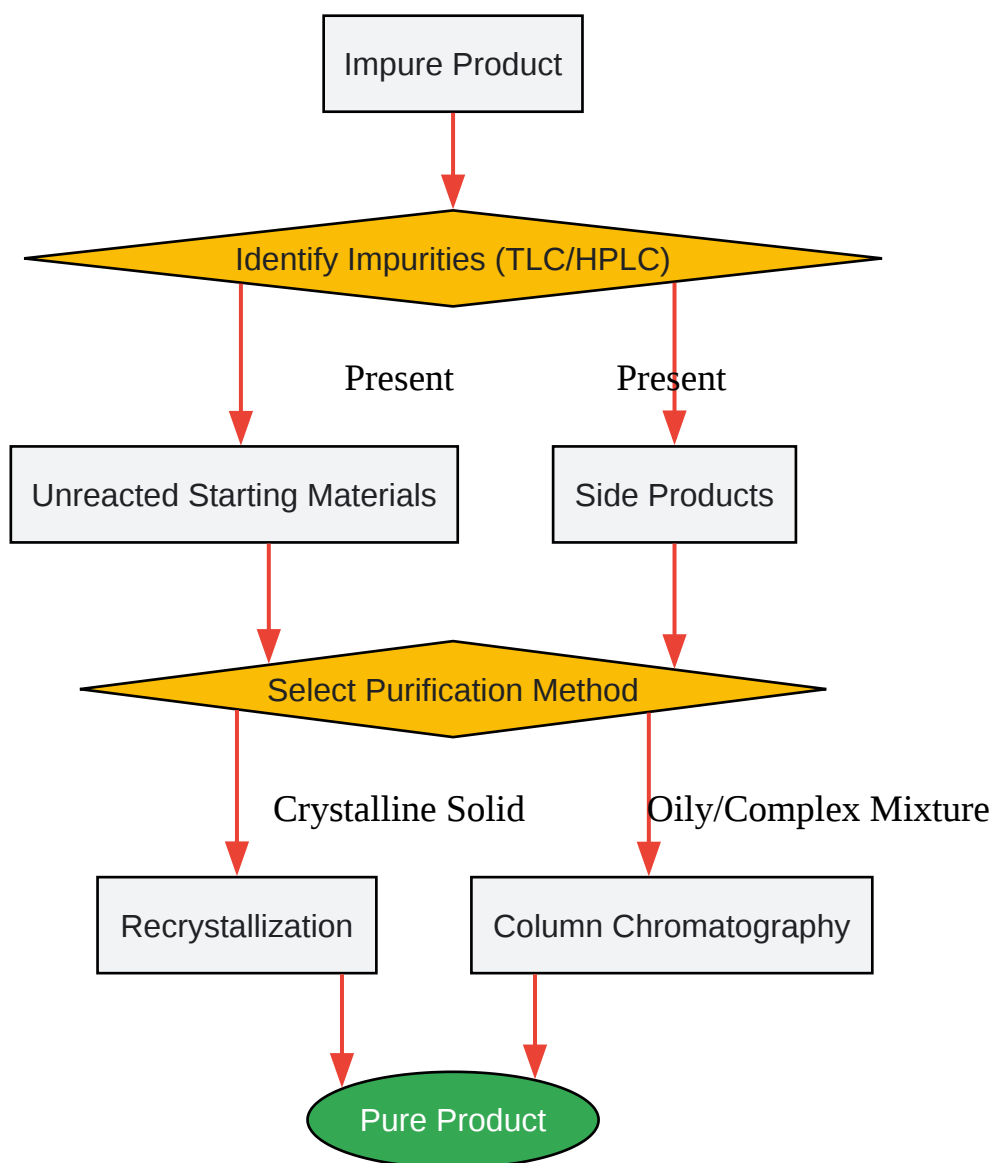 Impure Product
Identify Impurities (TLC/HPLC)
Present
Present
Unreacted Starting Materials
Side Products
Select Purification Method
Crystalline Solid
Oily/Complex Mixture
Recrystallization
Column Chromatography
Pure Product